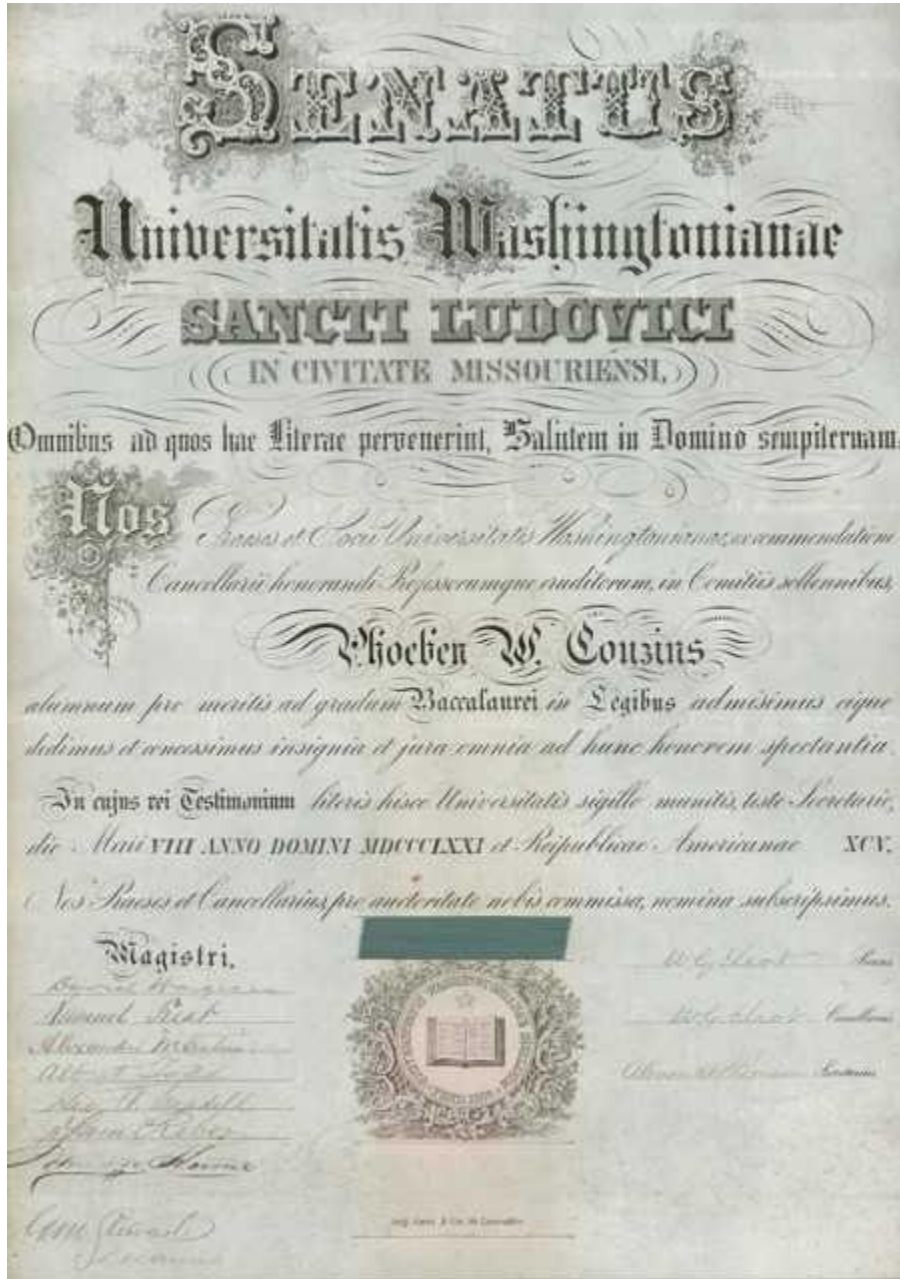 SENATUS
Universitatis Washingtonianae
SANCTI LUDOVICI
IN CIVITATE MISSOURIENSI,
Omnibus ad quos hae Literae pervenerint, Salutem in Domino sempiternam.
Nos Praeses et Socii Universitatis Washingtonianae, ex commendatione
Cancellarii honorandi Professorumque eruditorum, in Comitiis sollennibus,
Phoeben W. Couzins
alumnum pro meritis ad gradum Baccalaurei in Legibus admisimus eique
dedimus et concessimus insignia et jura omnia ad hunc honorem spectantia.
In cujus rei Testimonium literis hisce Universitatis sigillo munitis, teste Secretario,
die Maii VIII ANNO DOMINI MDCCCLXXI et Reipublicae Americanae XCV.
Nos Praeses et Cancellarius, pro auctoritate nobis commissa, nomina subscripsimus.
Magistri.
Samuel Treat
Alexander Martin
Albert Todd